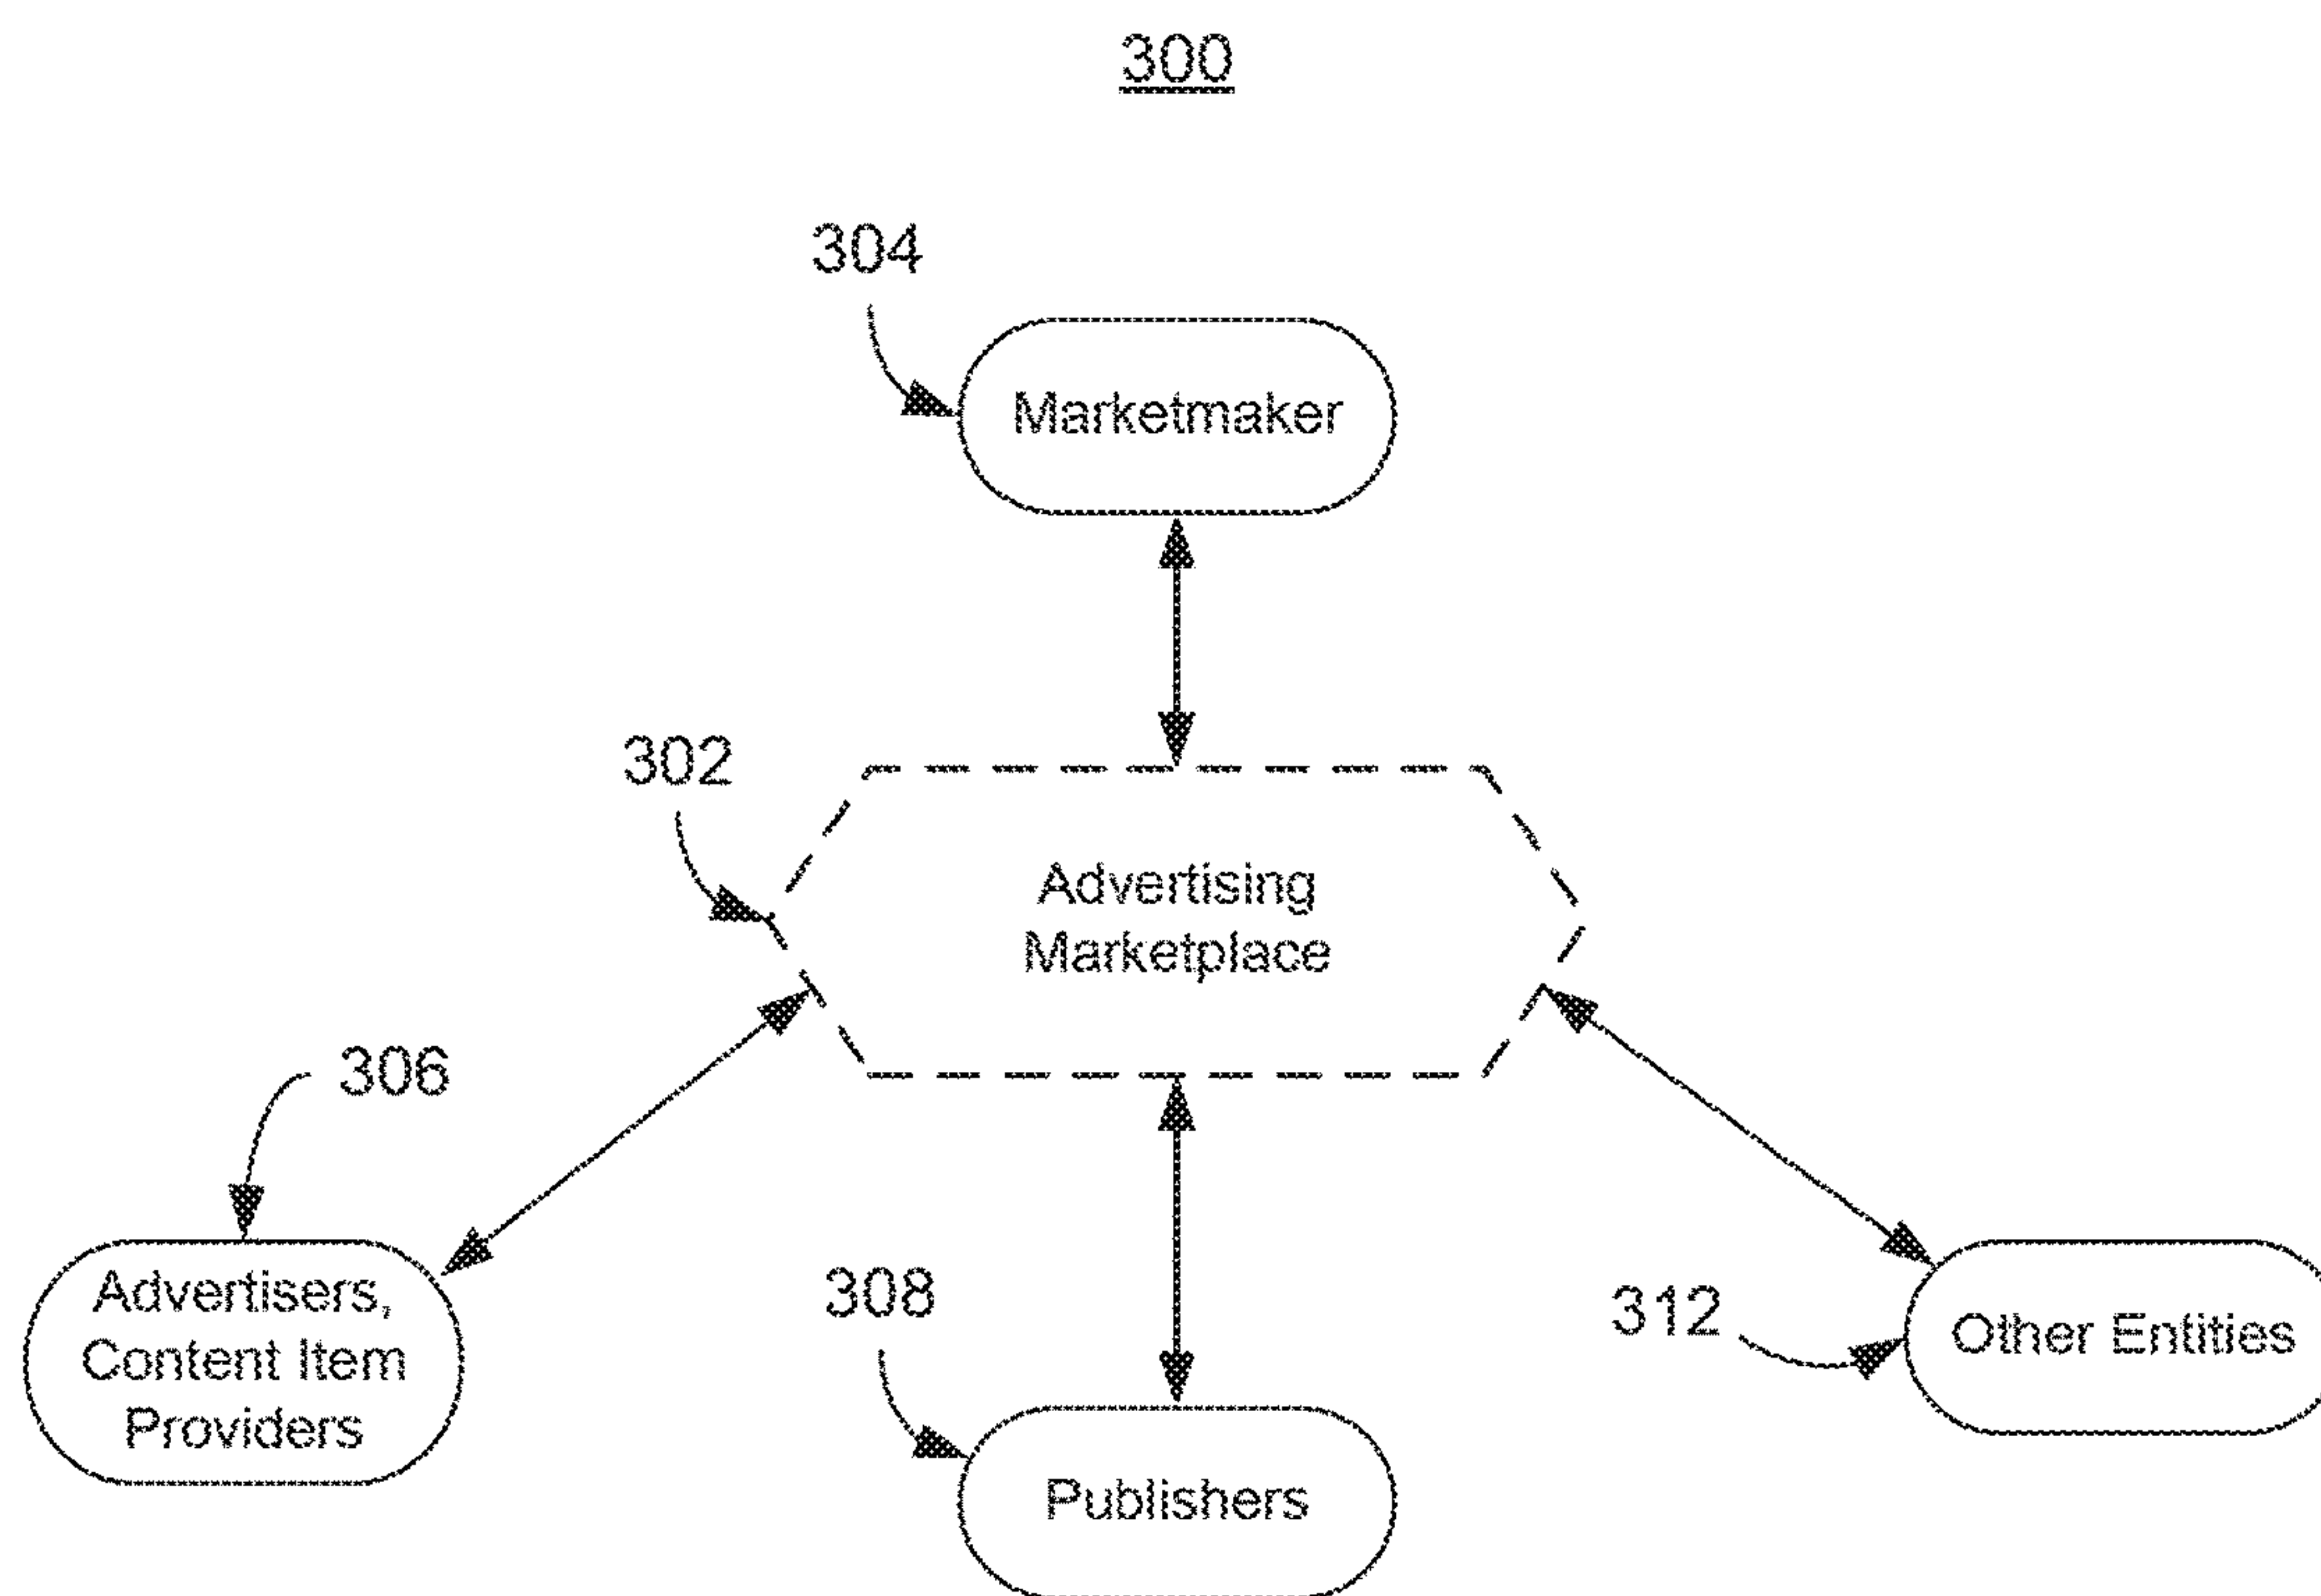 300
304
Marketmaker
302
Advertising
Marketplace
306
Advertisers,
Content Item
Providers
308
Publishers
312
Other Entities